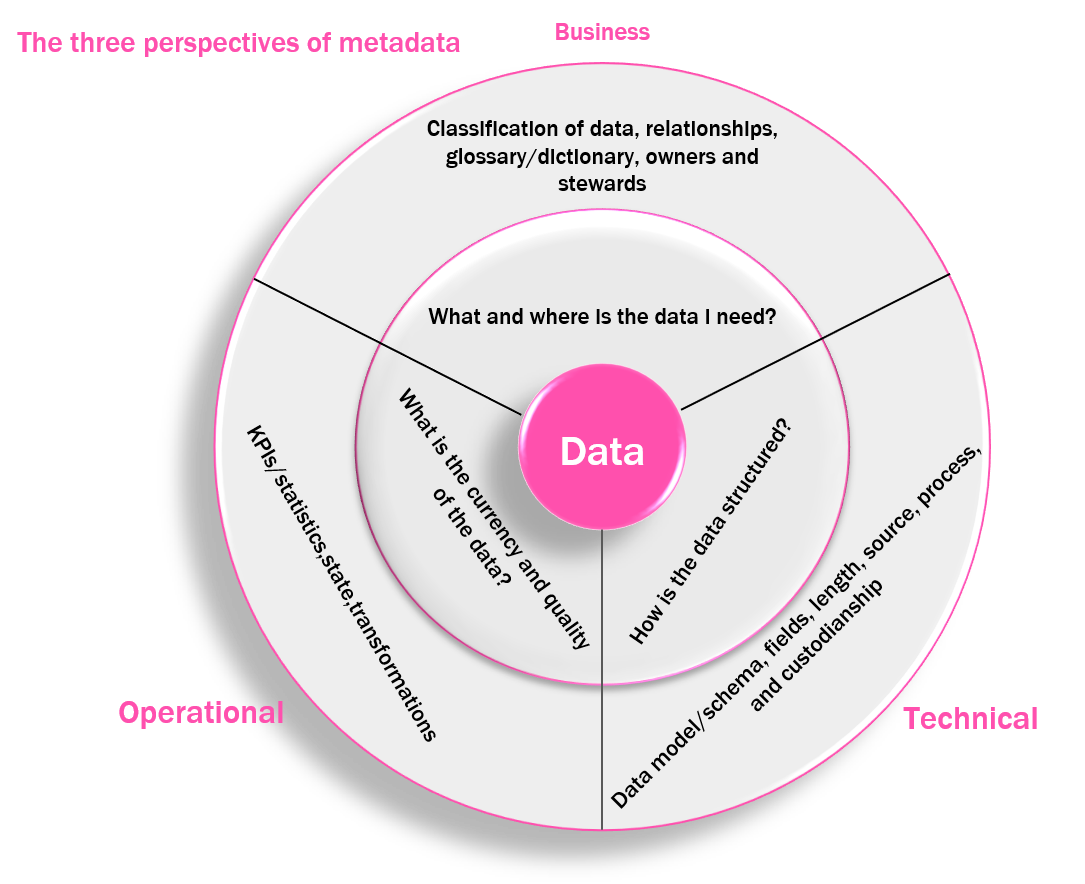 The three perspectives of metadata
Business
Classification of data, relationships,
glossary/dictionary, owners and
stewards
What and where is the data I need?
Data
What is the currency and quality
of the data?
How is the data structured?
KPIs/statistics,state,transformations
Data model/schema, fields, length, source, process,
and custodianship
Operational
Technical